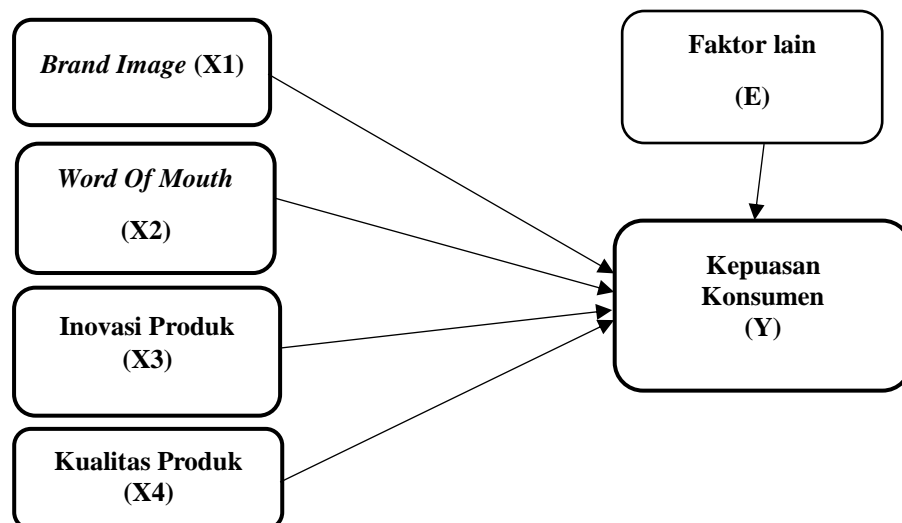 Brand Image (X1)
Word Of Mouth
(X2)
Inovasi Produk
(X3)
Kualitas Produk
(X4)
Faktor lain
(E)
Kepuasan
Konsumen
(Y)